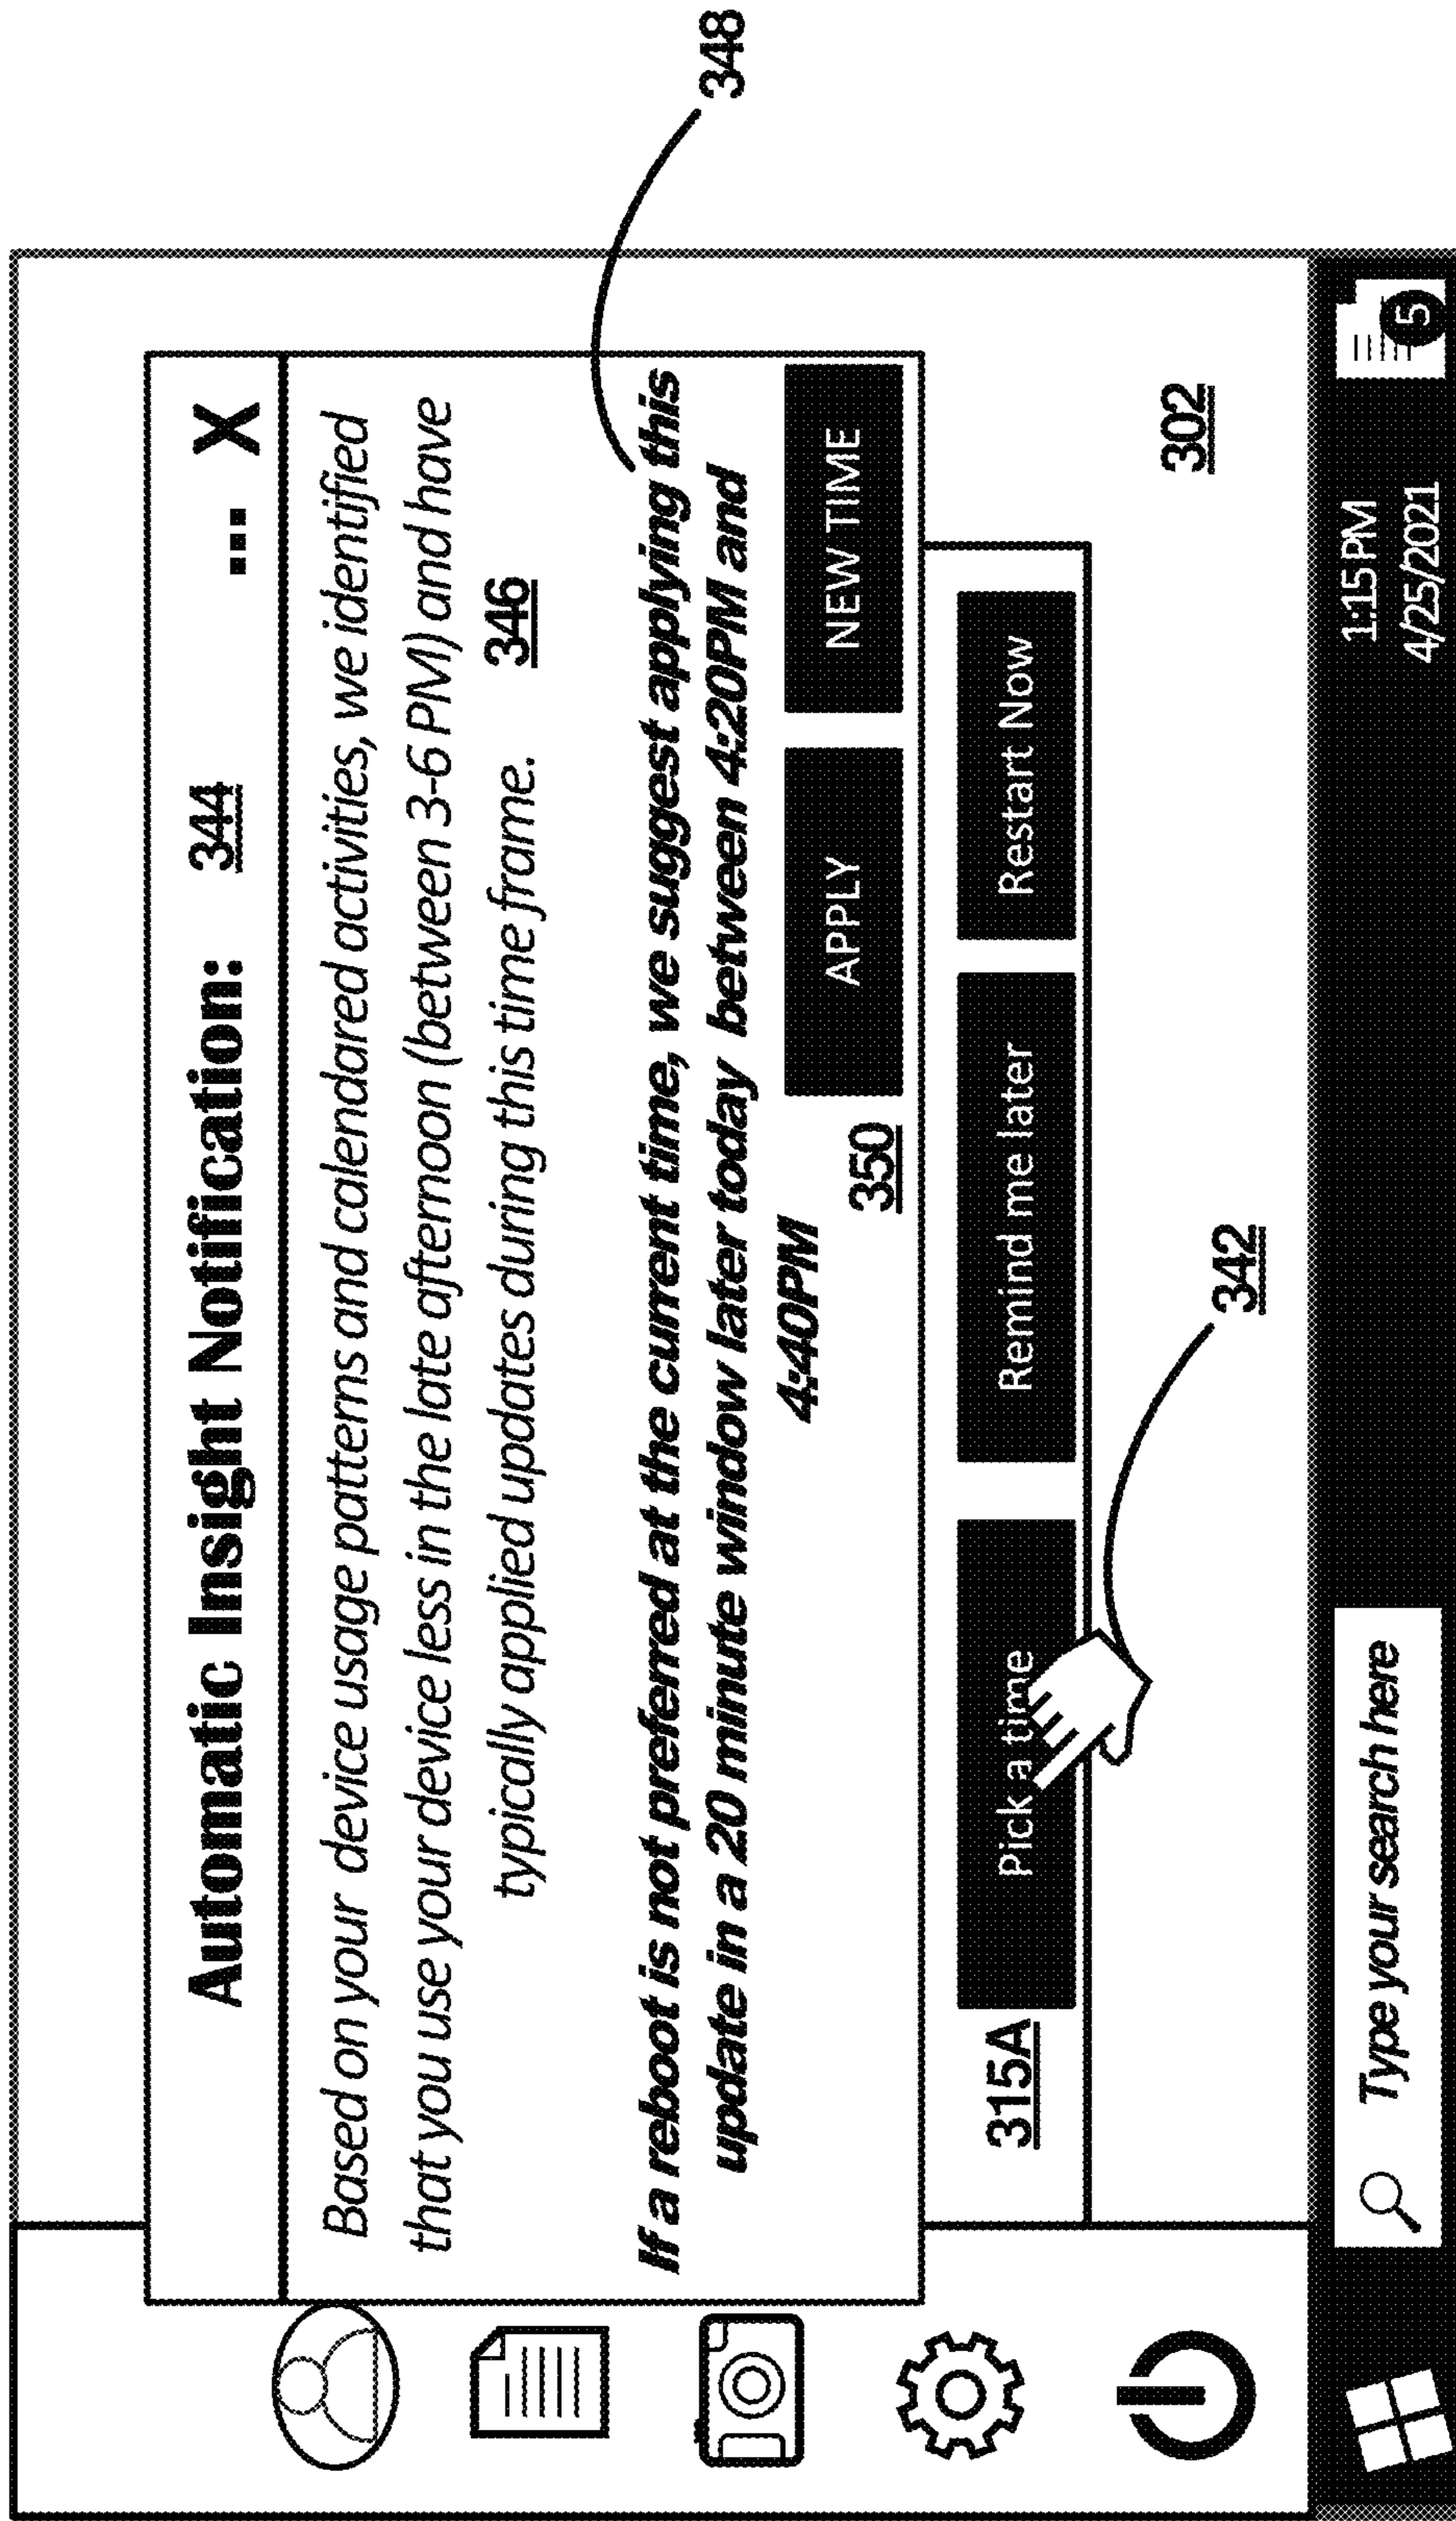 Automatic Insight Notification: 344 ... X
Based on your device usage patterns and calendared activities, we identified
that you use your device less in the late afternoon (between 3-6 PM) and have
typically applied updates during this time frame. 346
If a reboot is not preferred at the current time, we suggest applying this
update in a 20 minute window later today between 4:20PM and
4:40PM
348
350 APPLY NEW TIME
315A Pick a time Remind me later Restart Now
342
302
Type your search here
1:15 PM
4/25/2021
5